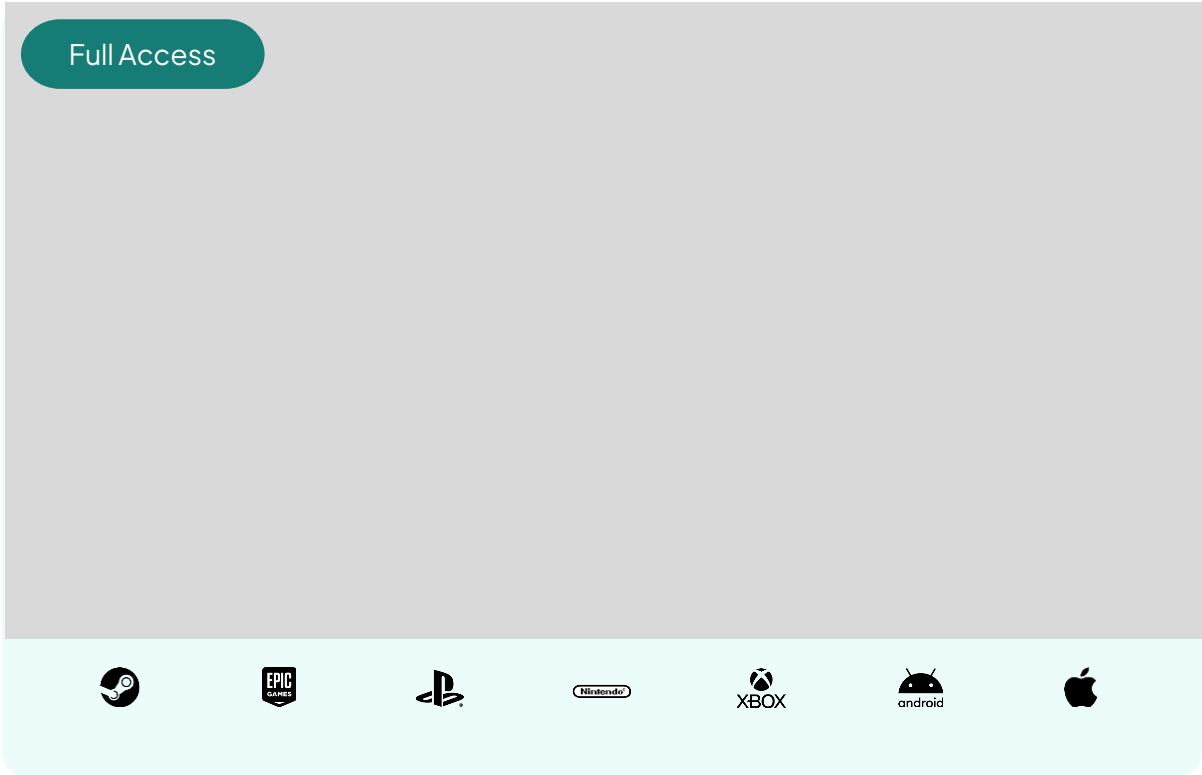 Full Access
EPIC
GAMES
Nintendo
XBOX
android